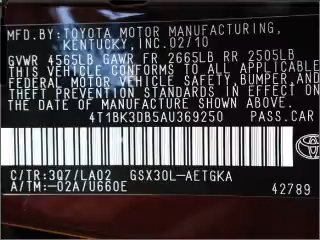 MFD.BY:TOYOTA MOTOR MANUFACTURING,
KENTUCKY,INC.02/10
GVWR 4565LB GAWR FR 2665LB RR 2505LB
THIS VEHICLE CONFORMS TO ALL APPLICABLE
FEDERAL MOTOR VEHICLE SAFETY,BUMPER,AND
THEFT PREVENTION STANDARDS IN EFFECT ON
THE DATE OF MANUFACTURE SHOWN ABOVE.
4T1BK3DB5AU369250 PASS.CAR
C/TR:3Q7/LA02 GSX30L-AETGKA
A/TM:-02A/U660E
42789